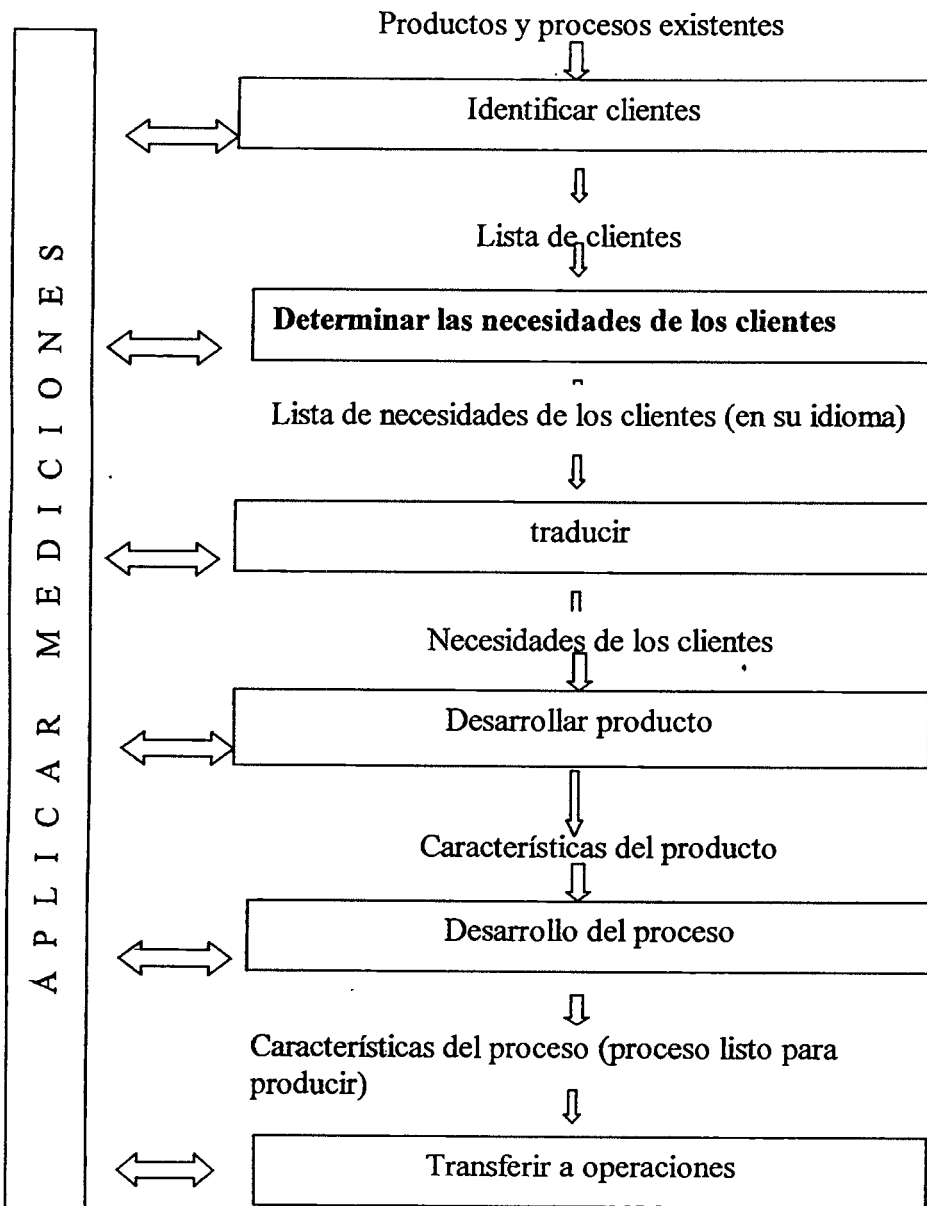 Productos y procesos existentes
Identificar clientes
Lista de clientes
Determinar las necesidades de los clientes
Lista de necesidades de los clientes (en su idioma)
traducir
Necesidades de los clientes
Desarrollar producto
Características del producto
Desarrollo del proceso
Características del proceso (proceso listo para
producir)
Transferir a operaciones
APLICAR MEDICIONES